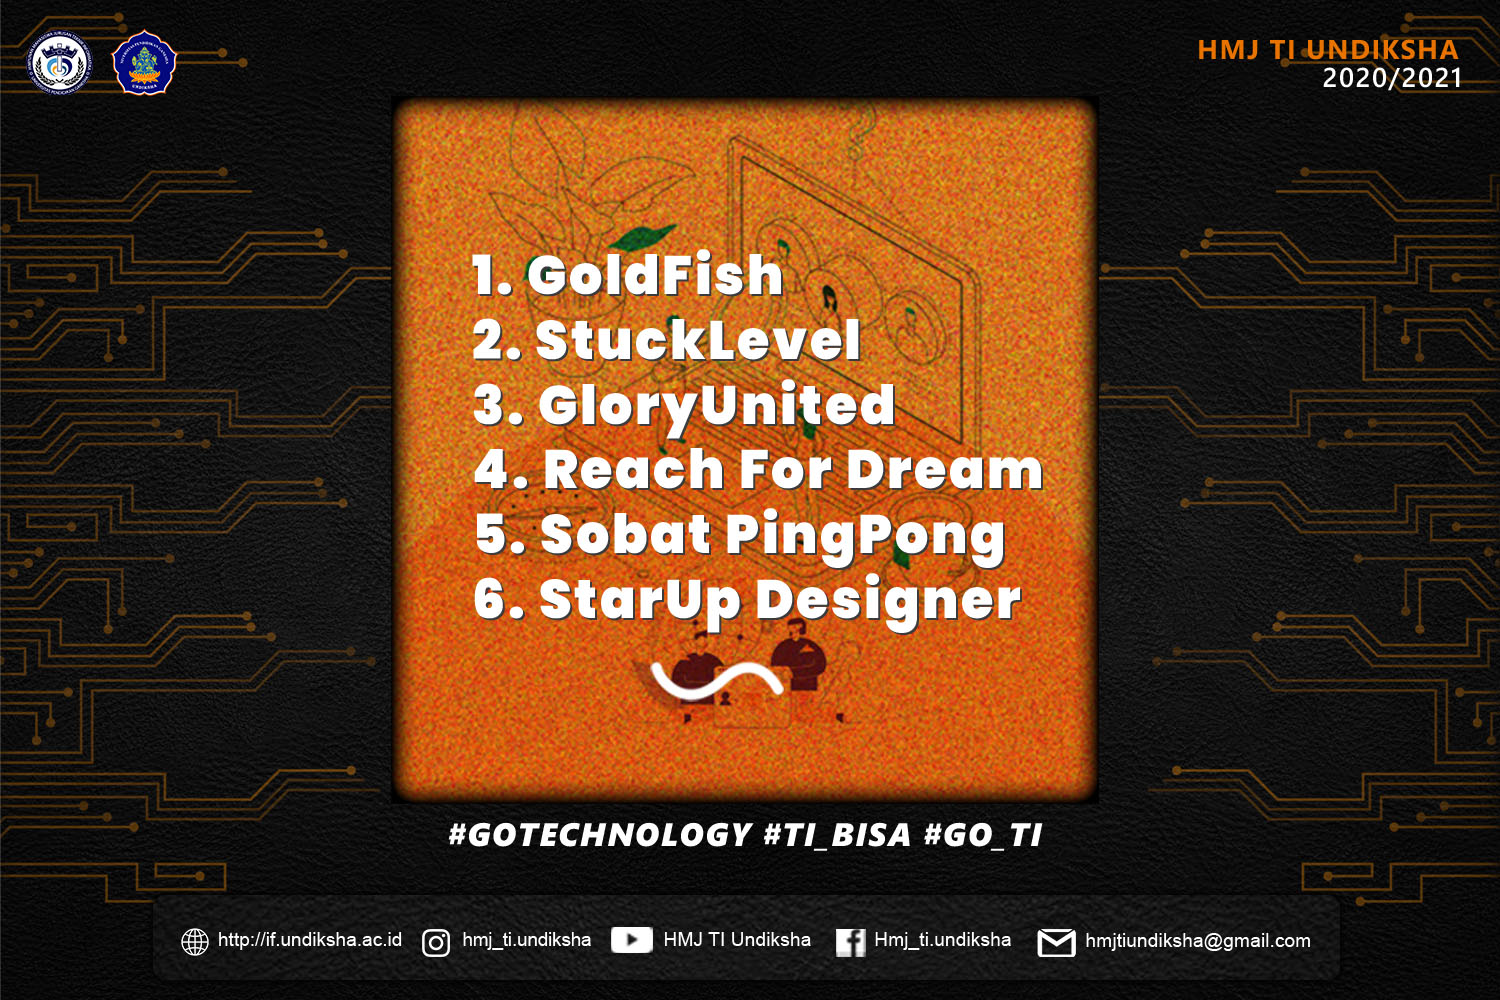 HMJ TI UNDIKSHA
2020/2021
1. GoldFish
2. StuckLevel
3. GloryUnited
4. Reach For Dream
5. Sobat PingPong
6. StarUp Designer
#GOTECHNOLOGY #TI_BISA #GO_TI
http://if.undiksha.ac.id hmj_ti.undiksha HMJ TI Undiksha Hmj_ti.undiksha hmjtiundiksha@gmail.com